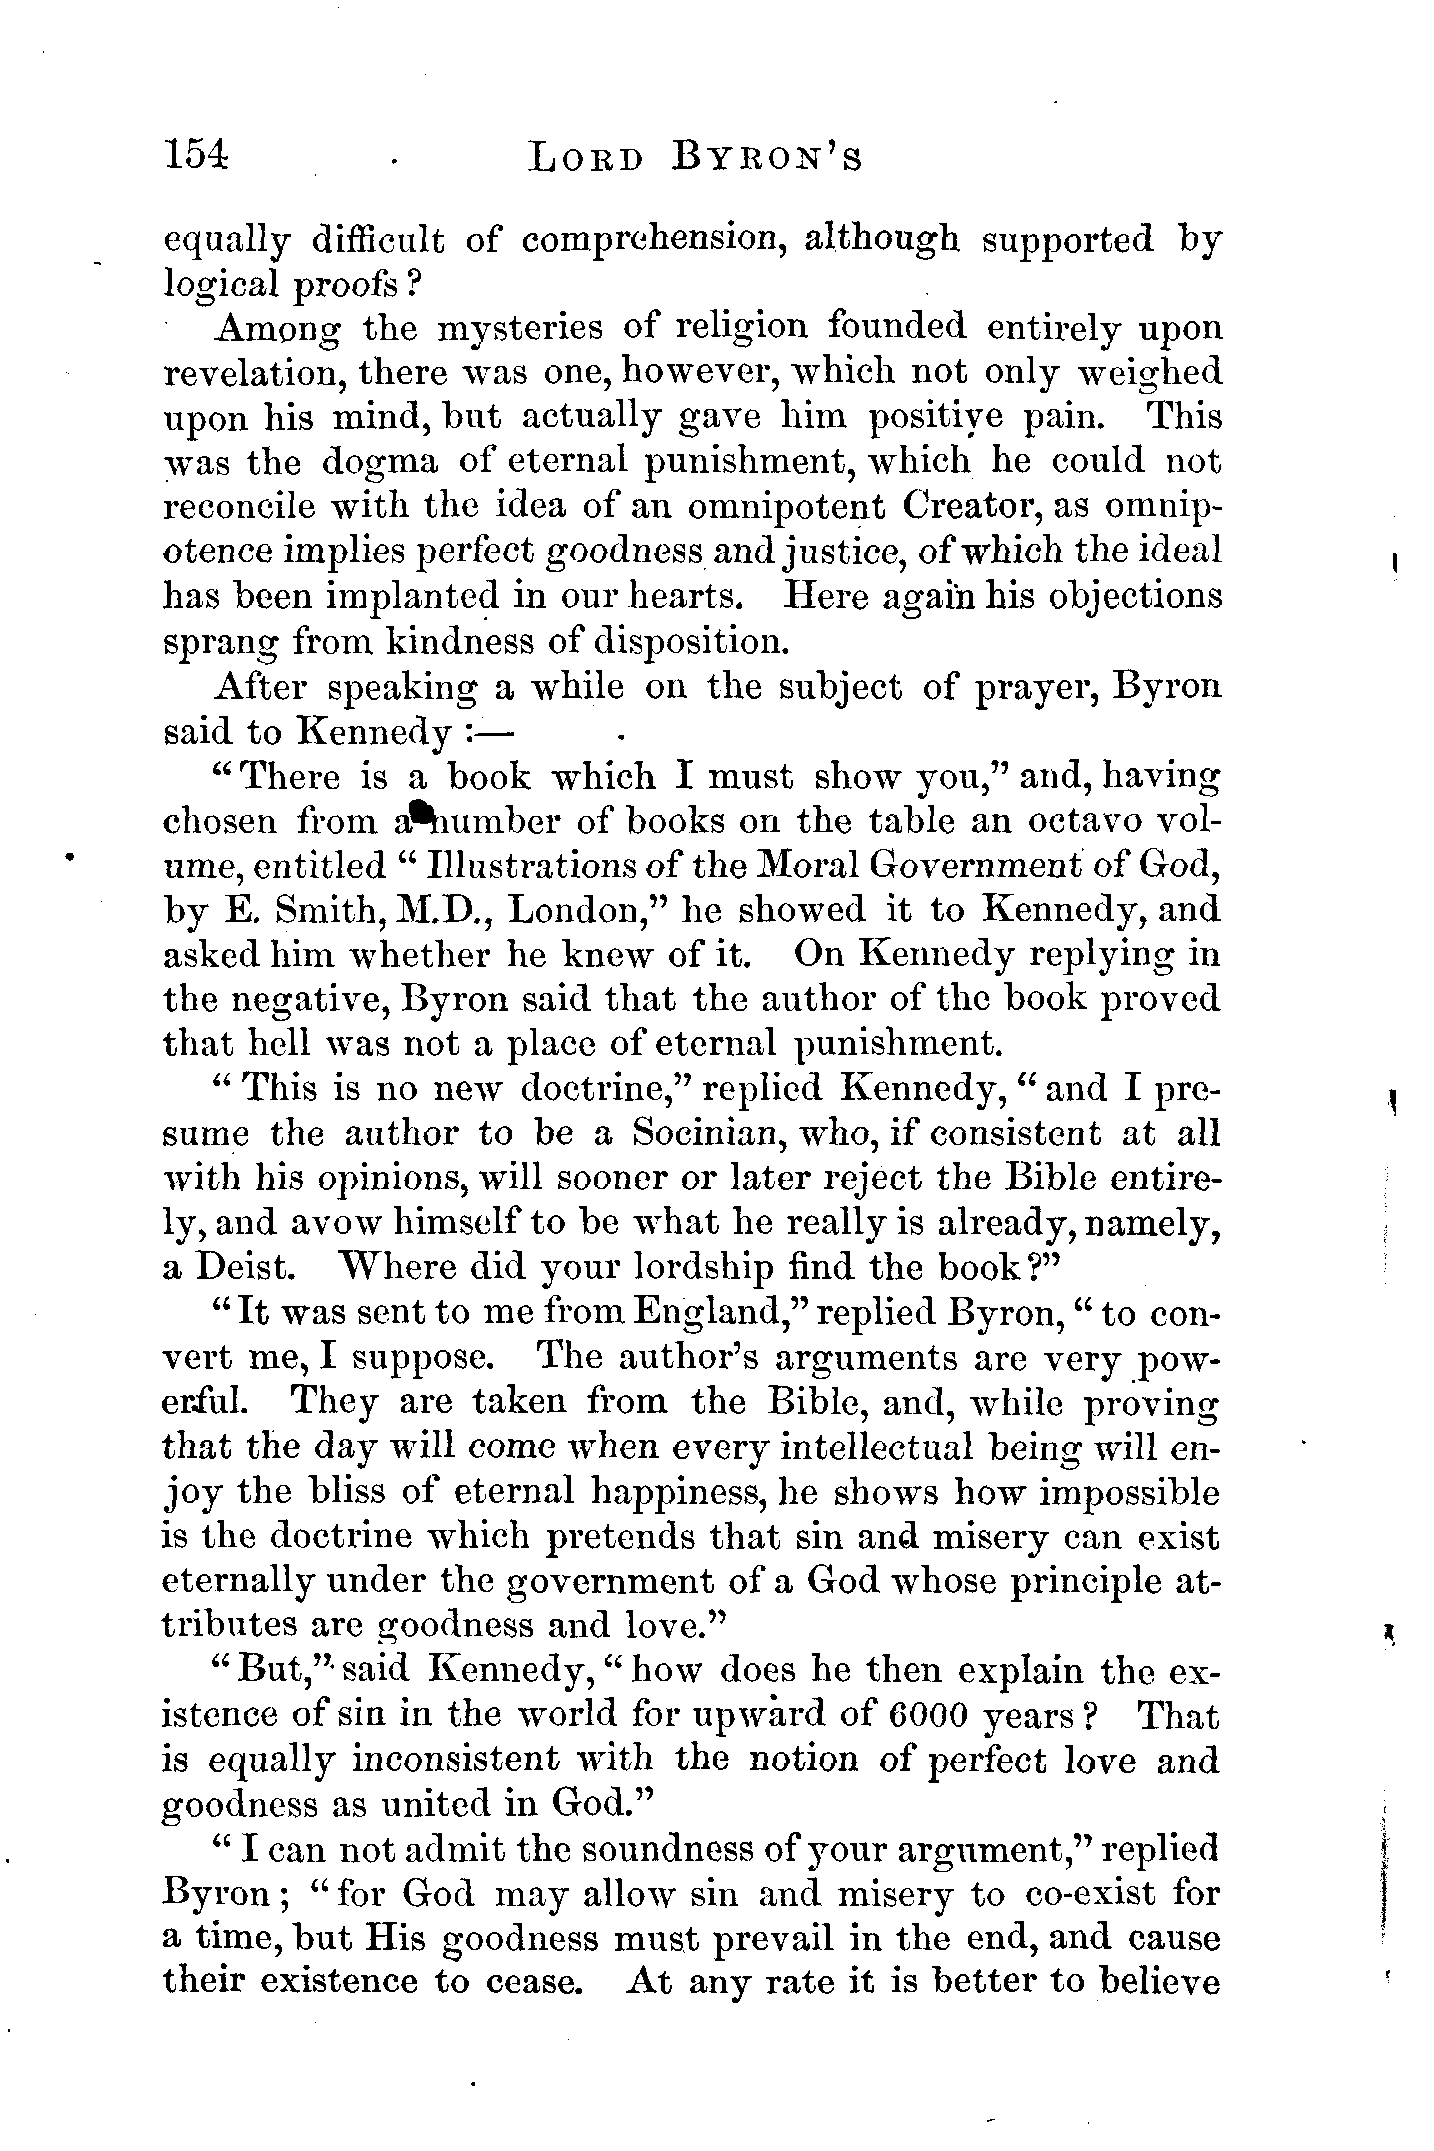 154 LORD BYRON'S
equally difficult of comprehension, although supported by
logical proofs?
Among the mysteries of religion founded entirely upon
revelation, there was one, however, which not only weighed
upon his mind, but actually gave him positive pain. This
was the dogma of eternal punishment, which he could not
reconcile with the idea of an omnipotent Creator, as omnip-
otence implies perfect goodness and justice, of which the ideal
has been implanted in our hearts. Here again his objections
sprang from kindness of disposition.
After speaking a while on the subject of prayer, Byron
said to Kennedy:—
"There is a book which I must show you," and, having
chosen from a number of books on the table an octavo vol-
ume, entitled "Illustrations of the Moral Government of God,
by E. Smith, M.D., London," he showed it to Kennedy, and
asked him whether he knew of it. On Kennedy replying in
the negative, Byron said that the author of the book proved
that hell was not a place of eternal punishment.
"This is no new doctrine," replied Kennedy, "and I pre-
sume the author to be a Socinian, who, if consistent at all
with his opinions, will sooner or later reject the Bible entire-
ly, and avow himself to be what he really is already, namely,
a Deist. Where did your lordship find the book?"
"It was sent to me from England," replied Byron, "to con-
vert me, I suppose. The author's arguments are very pow-
erful. They are taken from the Bible, and, while proving
that the day will come when every intellectual being will en-
joy the bliss of eternal happiness, he shows how impossible
is the doctrine which pretends that sin and misery can exist
eternally under the government of a God whose principle at-
tributes are goodness and love."
"But," said Kennedy, "how does he then explain the ex-
istence of sin in the world for upward of 6000 years? That
is equally inconsistent with the notion of perfect love and
goodness as united in God."
"I can not admit the soundness of your argument," replied
Byron; "for God may allow sin and misery to co-exist for
a time, but His goodness must prevail in the end, and cause
their existence to cease. At any rate it is better to believe